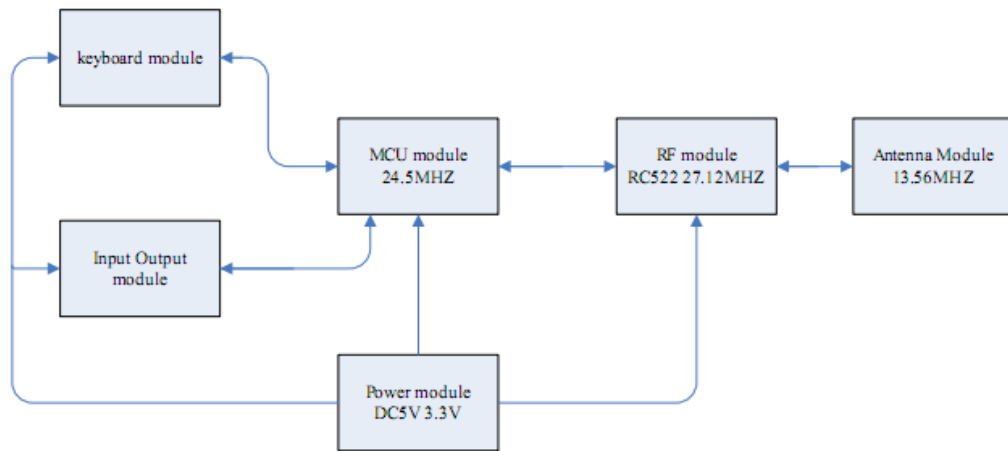 keyboard module
MCU module
24.5MHZ
RF module
RC522 27.12MHZ
Antenna Module
13.56MHZ
Input Output
module
Power module
DC5V 3.3V